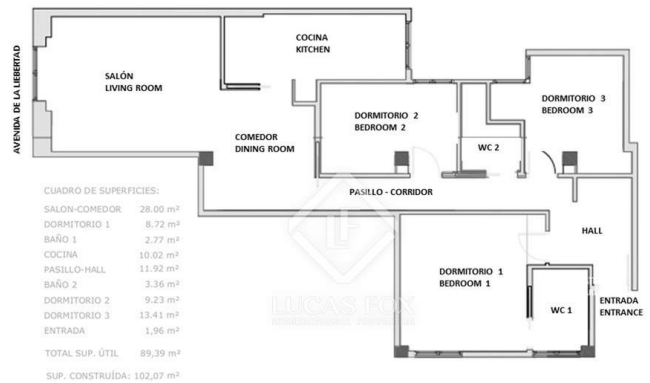 COCINA
KITCHEN
SALÓN
LIVING ROOM
AVENIDA DE LA LIEBERTAD
DORMITORIO 2
BEDROOM 2
DORMITORIO 3
BEDROOM 3
COMEDOR
DINING ROOM
WC 2
PASILLO - CORRIDOR
HALL
DORMITORIO 1
BEDROOM 1
WC 1
ENTRADA
ENTRANCE
CUADRO DE SUPERFICIES:
SALON-COMEDOR 28.00 m²
DORMITORIO 1 8.72 m²
BAÑO 1 2.77 m²
COCINA 10.02 m²
PASILLO-HALL 11.92 m²
BAÑO 2 3.36 m²
DORMITORIO 2 9.23 m²
DORMITORIO 3 13.41 m²
ENTRADA 1,96 m²
TOTAL SUP. ÚTIL 89,39 m²
SUP. CONSTRUÍDA: 102,07 m²
LF
LUCAS FOX